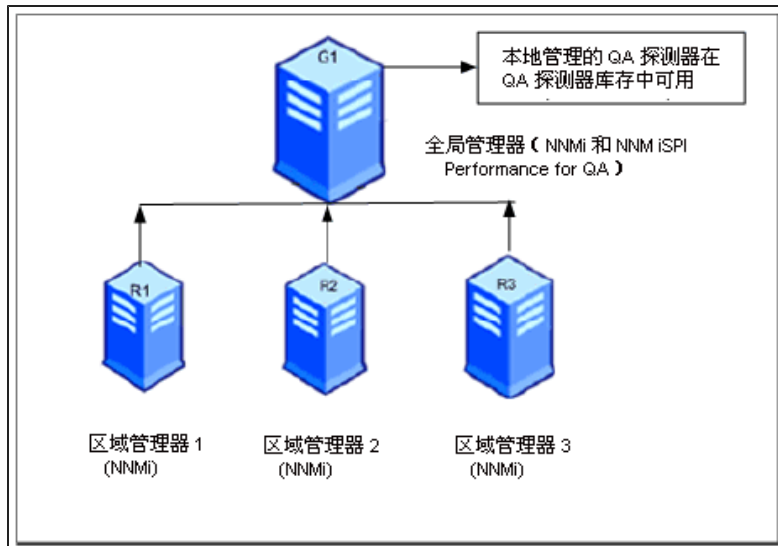 G1
本地管理的 QA 探测器在
QA 探测器库存中可用
全局管理器（NNMi 和 NNM iSPI
Performance for QA）
R1
R2
R3
区域管理器 1
(NNMi)
区域管理器 2
(NNMi)
区域管理器 3
(NNMi)